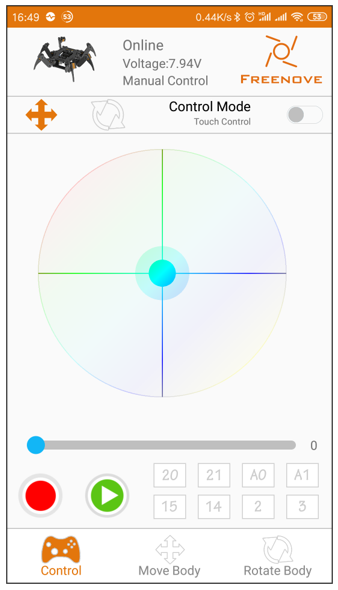 16:49 53 0.44K/s 53
Online
Voltage:7.94V
Manual Control
FREENOVE
Control Mode
Touch Control
0
20 21 A0 A1
15 14 2 3
Control Move Body Rotate Body